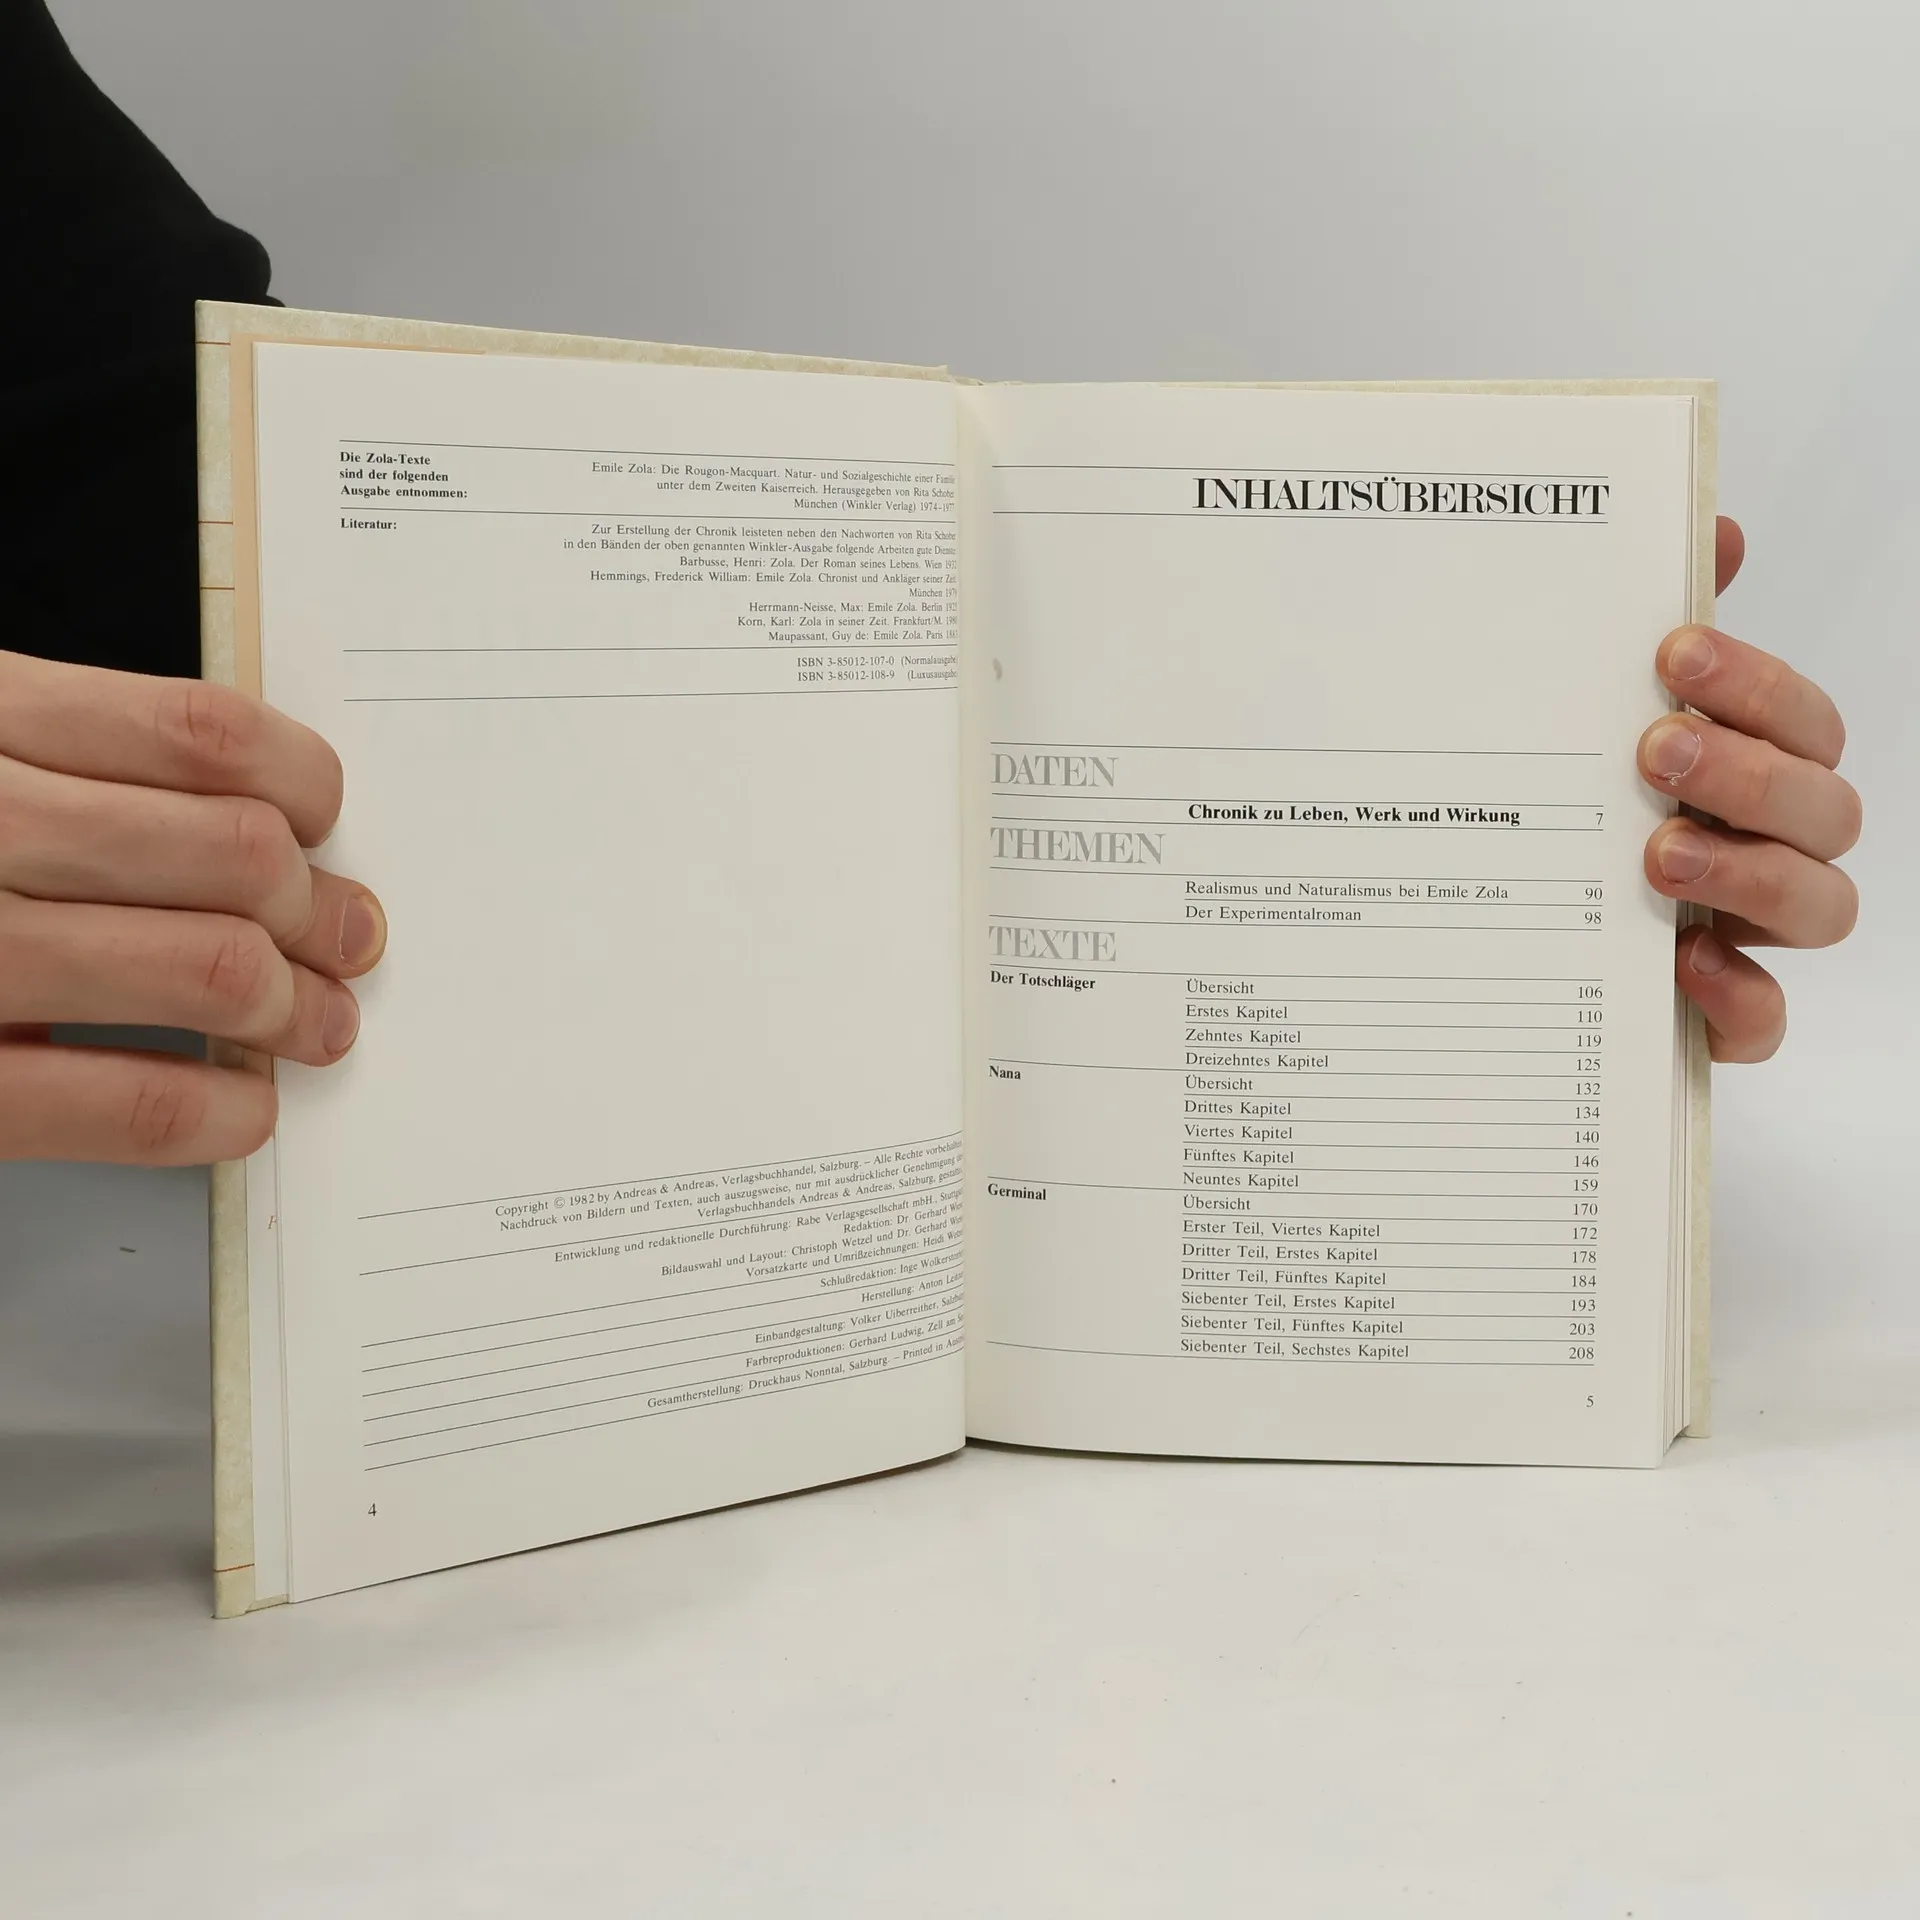 Die Zola-Texte
sind der folgenden
Ausgabe entnommen:
Emile Zola: Die Rougon-Macquart. Natur- und Sozialgeschichte einer
unter dem Zweiten Kaiserreich. Herausgegeben von Rita Schober
München (Winkler Verlag) 1974–1977
Literatur:
Zur Erstellung der Chronik leisteten neben den Nachworten von Rita Schober
in den Bänden der oben genannten Winkler-Ausgabe folgende Arbeiten gute
Barbusse, Henri: Zola. Der Roman seines Lebens. Wien
Hemmings, Frederick William: Emile Zola. Chronist und Ankläger seiner Zeit.
München
Herrmann-Neisse, Max: Emile Zola. Berlin
Korn, Karl: Zola in seiner Zeit. Frankfurt/M.
Maupassant, Guy de: Emile Zola. Paris
ISBN 3-85012-107-0 (Normalausgabe)
ISBN 3-85012-108-9 (Luxusausgabe)
Copyright © 1982 by Andreas & Andreas, Verlagsbuchhandel, Salzburg. – Alle Rechte vorbehalten.
Nachdruck von Bildern und Texten, auch auszugsweise, nur mit ausdrücklicher Genehmigung des
Verlagsbuchhandels Andreas & Andreas, Salzburg, gestattet.
Entwicklung und redaktionelle Durchführung: Rabe Verlagsgesellschaft mbH., Stuttgart
Redaktion: Dr. Gerhard
Bildauswahl und Layout: Christoph Wetzel und Dr. Gerhard
Vorsatzkarte und Umrißzeichnungen: Heidi
Schlußredaktion: Inge
Herstellung: Anton
Einbandgestaltung: Volker Uiberreither, Salzburg
Farbreproduktionen: Gerhard Ludwig, Zell am See
Gesamtherstellung: Druckhaus Nonntal, Salzburg. – Printed in Austria
4
INHALTSÜBERSICHT
DATEN
Chronik zu Leben, Werk und Wirkung 7
THEMEN
Realismus und Naturalismus bei Emile Zola 90
Der Experimentalroman 98
TEXTE
Der Totschläger Übersicht 106
Erstes Kapitel 110
Zehntes Kapitel 119
Dreizehntes Kapitel 125
Nana Übersicht 132
Drittes Kapitel 134
Viertes Kapitel 140
Fünftes Kapitel 146
Neuntes Kapitel 159
Germinal Übersicht 170
Erster Teil, Viertes Kapitel 172
Dritter Teil, Erstes Kapitel 178
Dritter Teil, Fünftes Kapitel 184
Siebenter Teil, Erstes Kapitel 193
Siebenter Teil, Fünftes Kapitel 203
Siebenter Teil, Sechstes Kapitel 208
5